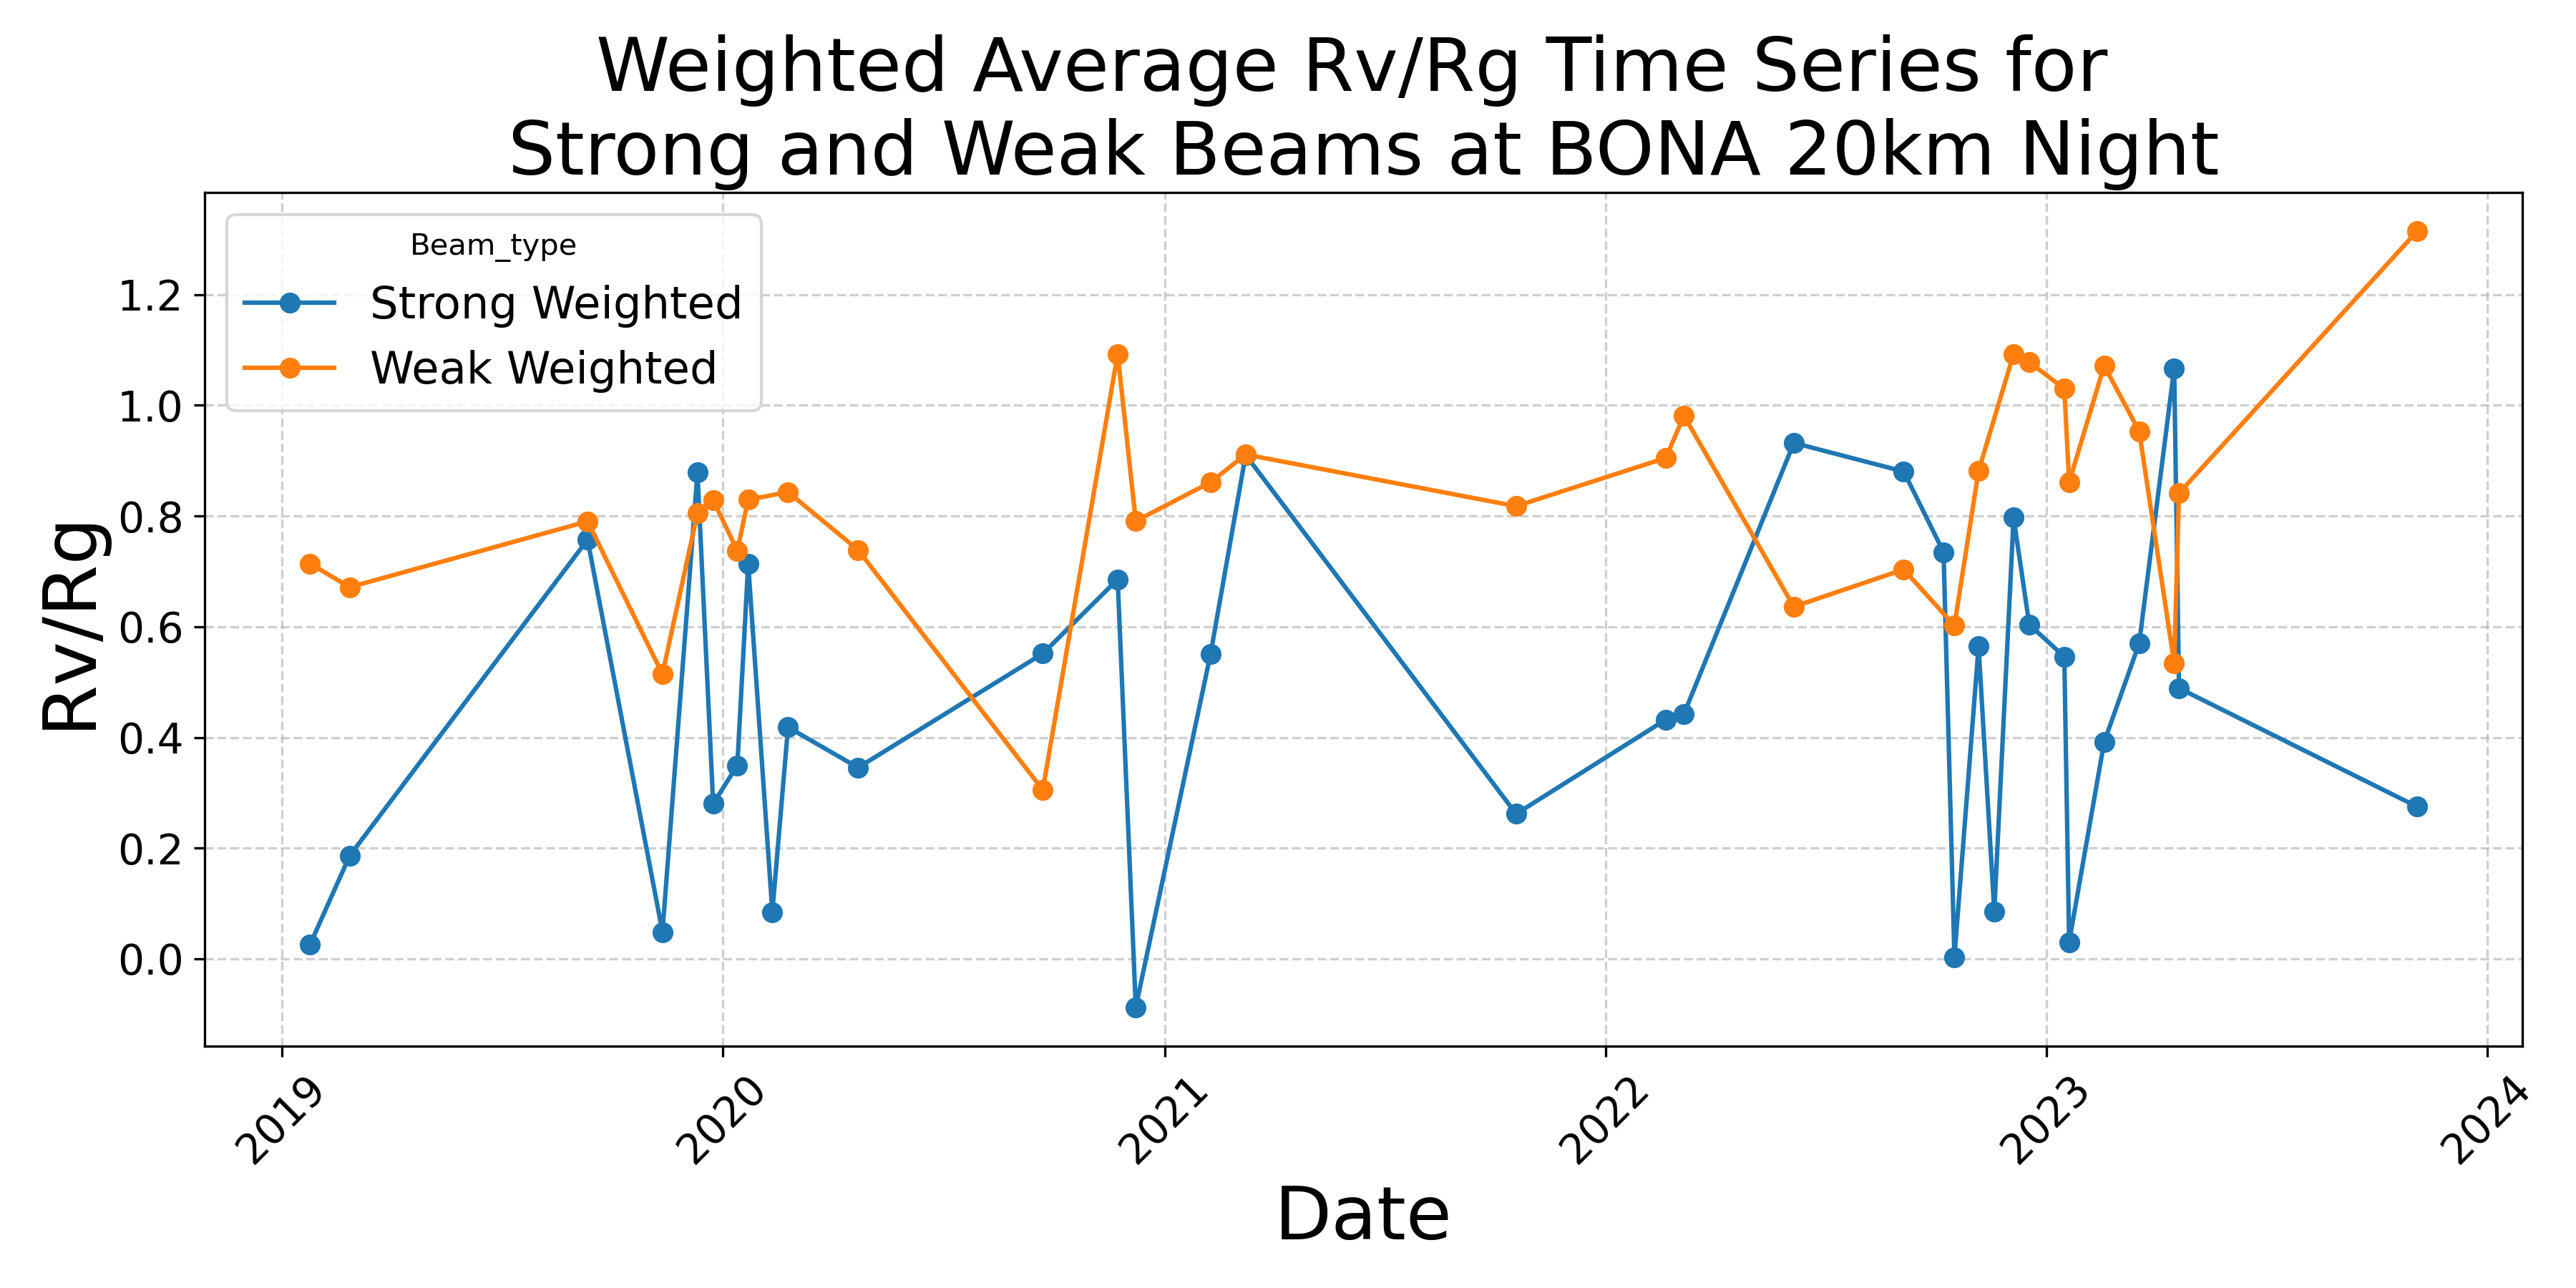 Weighted Average Rv/Rg Time Series for
Strong and Weak Beams at BONA 20km Night
Beam_type
Strong Weighted
Weak Weighted
Rv/Rg
1.2
1.0
0.8
0.6
0.4
0.2
0.0
2019
2020
2021
2022
2023
2024
Date